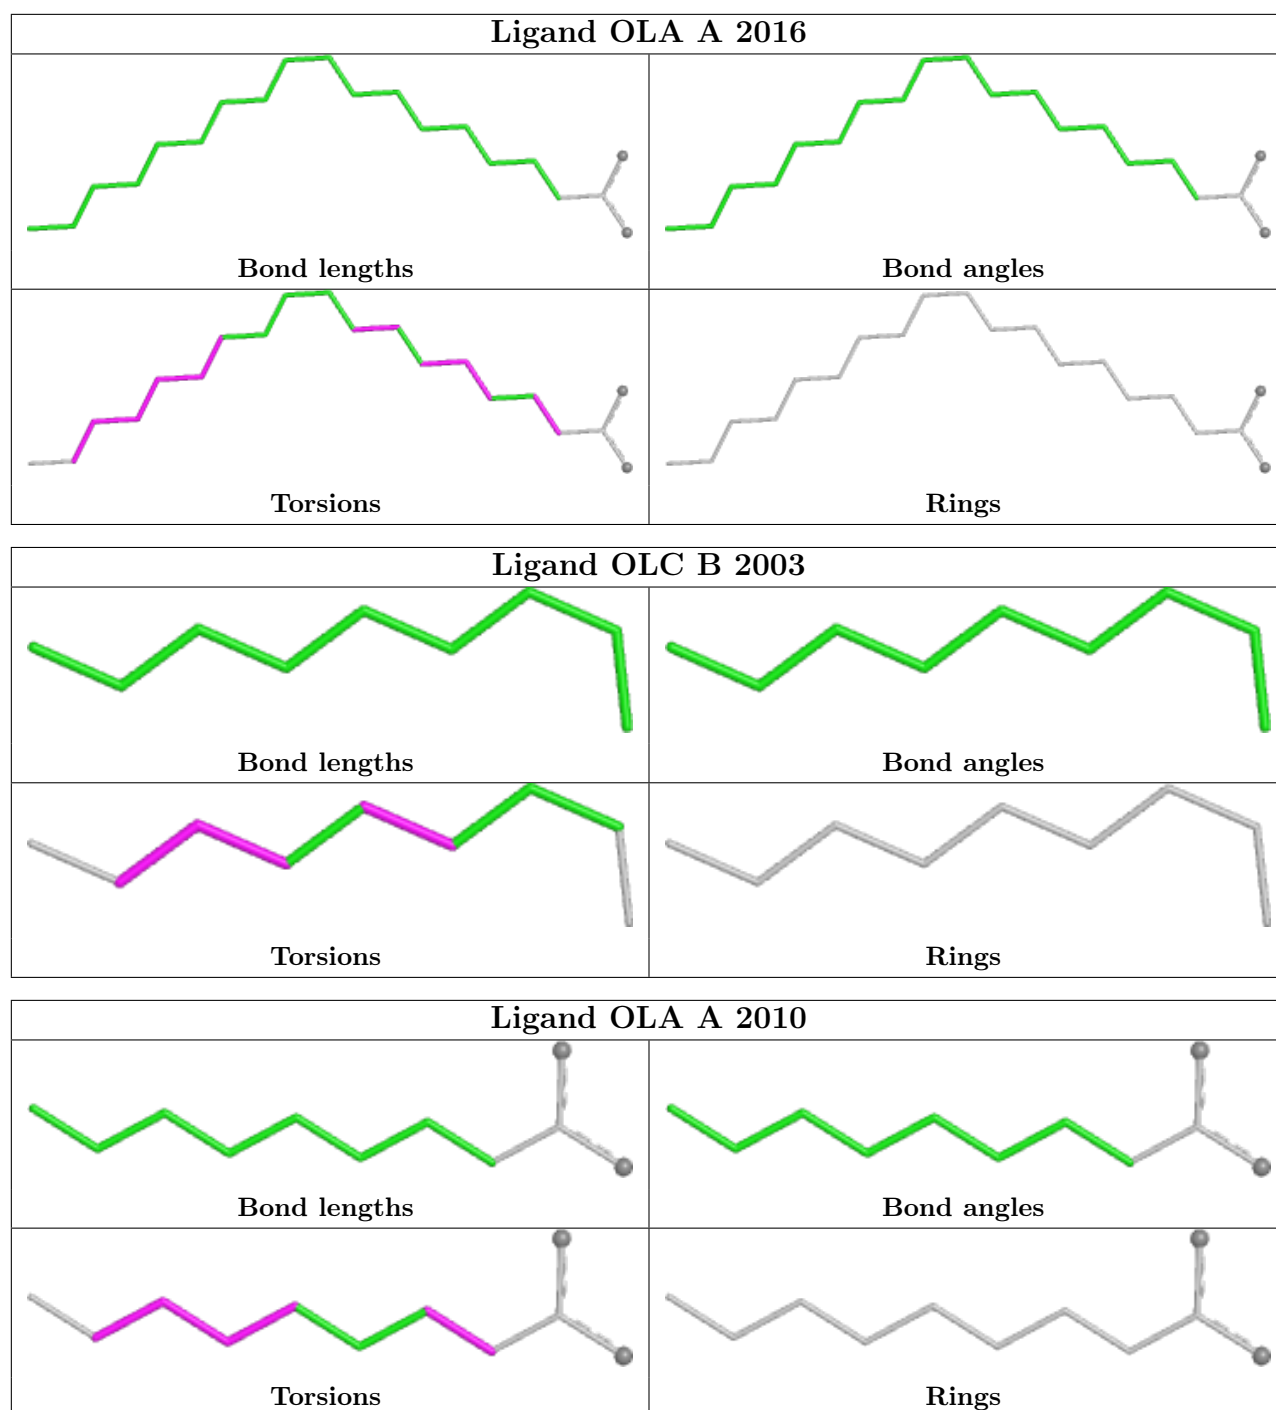 Ligand OLA A 2016
Bond lengths
Bond angles
Torsions
Rings
Ligand OLC B 2003
Bond lengths
Bond angles
Torsions
Rings
Ligand OLA A 2010
Bond lengths
Bond angles
Torsions
Rings